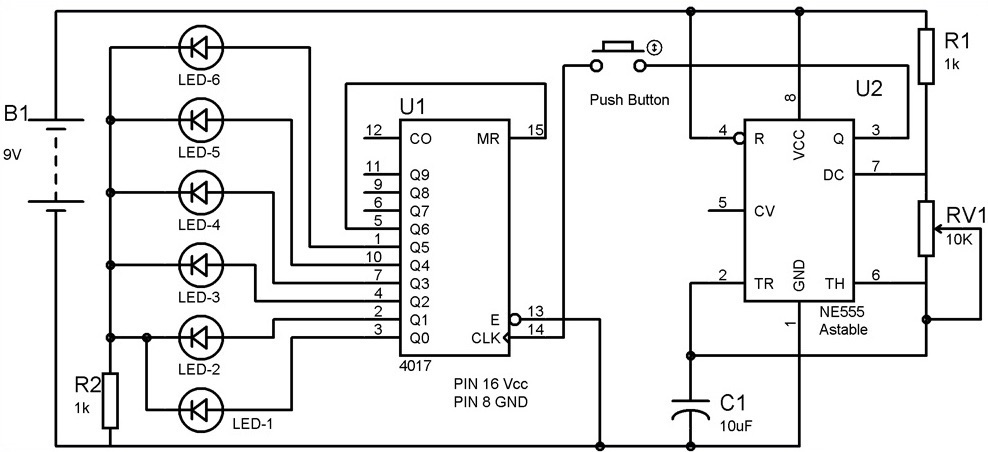 B1
9V
LED-6
LED-5
LED-4
LED-3
LED-2
LED-1
R2
1k
U1
12 CO MR 15
11 Q9
9 Q8
6 Q7
5 Q6
1 Q5
10 Q4
7 Q3
4 Q2
2 Q1 E 13
3 Q0 CLK 14
4017
PIN 16 Vcc
PIN 8 GND
Push Button
U2
8
VCC
4 R Q 3
DC 7
5 CV
2 TR TH 6
GND
1
NE555
Astable
R1
1k
RV1
10K
C1
10uF